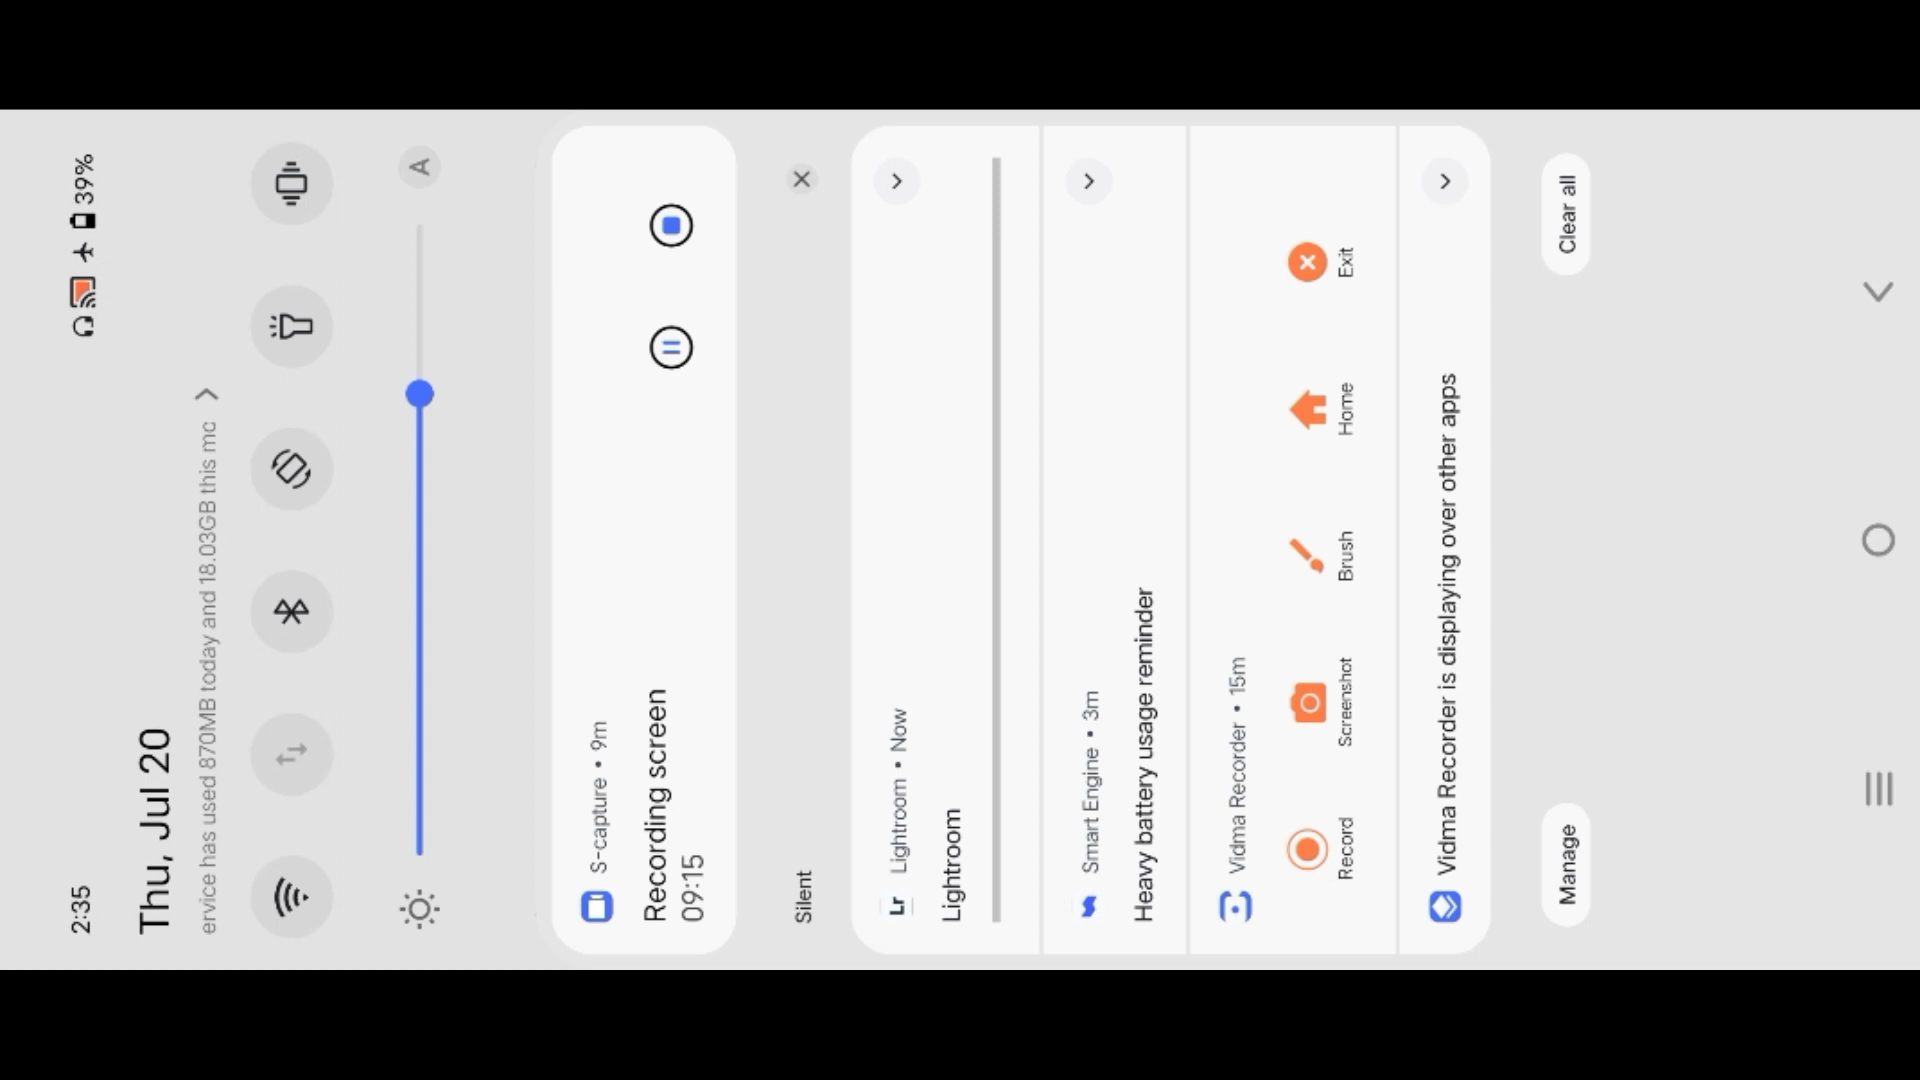 2:35
39%
Thu, Jul 20
ervice has used 870MB today and 18.03GB this mc
A
S-capture • 9m
Recording screen
09:15
Silent
Lr Lightroom • Now
Lightroom
Smart Engine • 3m
Heavy battery usage reminder
Vidma Recorder • 15m
Record Screenshot Brush Home Exit
Vidma Recorder is displaying over other apps
Manage Clear all